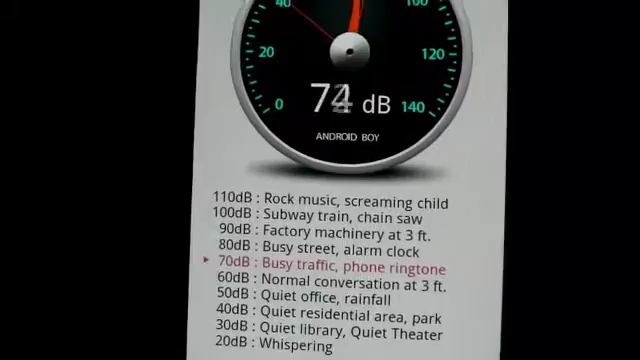 40
100
20
120
0
dB
140
ANDROID BOY
110dB : Rock music, screaming child
100dB : Subway train, chain saw
90dB : Factory machinery at 3 ft.
80dB : Busy street, alarm clock
70dB : Busy traffic, phone ringtone
60dB : Normal conversation at 3 ft.
50dB : Quiet office, rainfall
40dB : Quiet residential area, park
30dB : Quiet library, Quiet Theater
20dB : Whispering